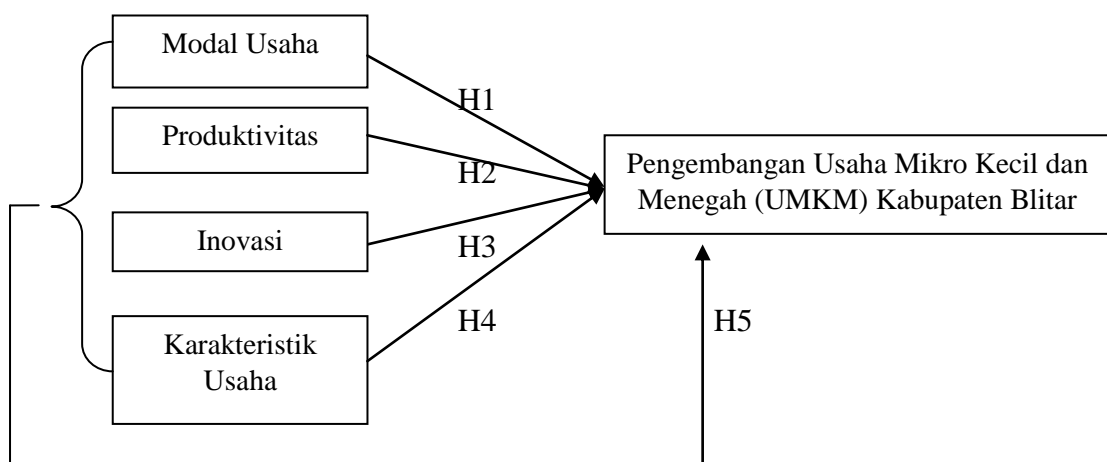 Modal Usaha
H1
Produktivitas
H2
Pengembangan Usaha Mikro Kecil dan
Menegah (UMKM) Kabupaten Blitar
Inovasi
H3
H4
H5
Karakteristik
Usaha